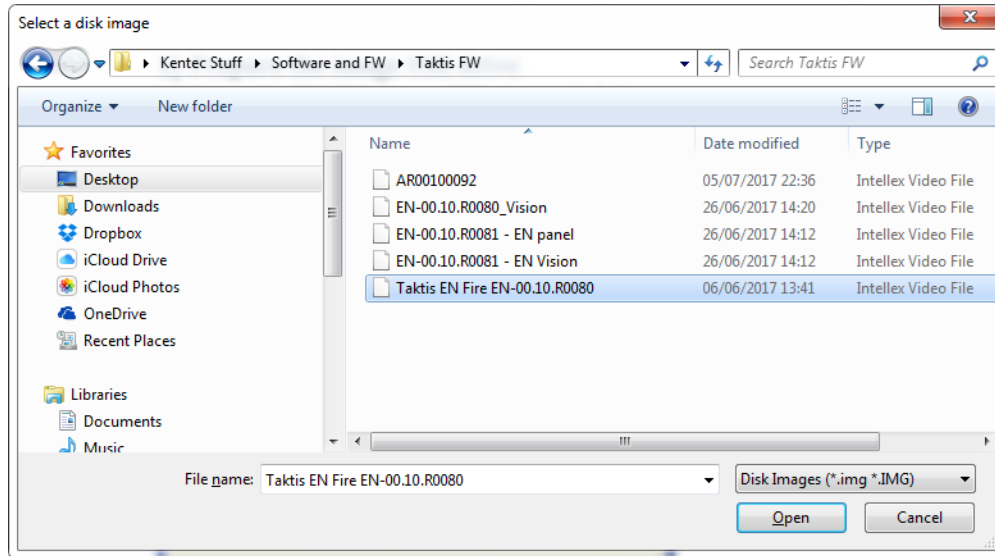 Select a disk image
Kentec Stuff Software and FW Taktis FW Search Taktis FW
Organize New folder
Name Date modified Type
Favorites
Desktop
Downloads
Dropbox
iCloud Drive
iCloud Photos
OneDrive
Recent Places
Libraries
Documents
Music
AR00100092 05/07/2017 22:36 Intellex Video File
EN-00.10.R0080_Vision 26/06/2017 14:20 Intellex Video File
EN-00.10.R0081 - EN panel 26/06/2017 14:12 Intellex Video File
EN-00.10.R0081 - EN Vision 26/06/2017 14:12 Intellex Video File
Taktis EN Fire EN-00.10.R0080 06/06/2017 13:41 Intellex Video File
File name: Taktis EN Fire EN-00.10.R0080 Disk Images (*.img *.IMG)
Open Cancel